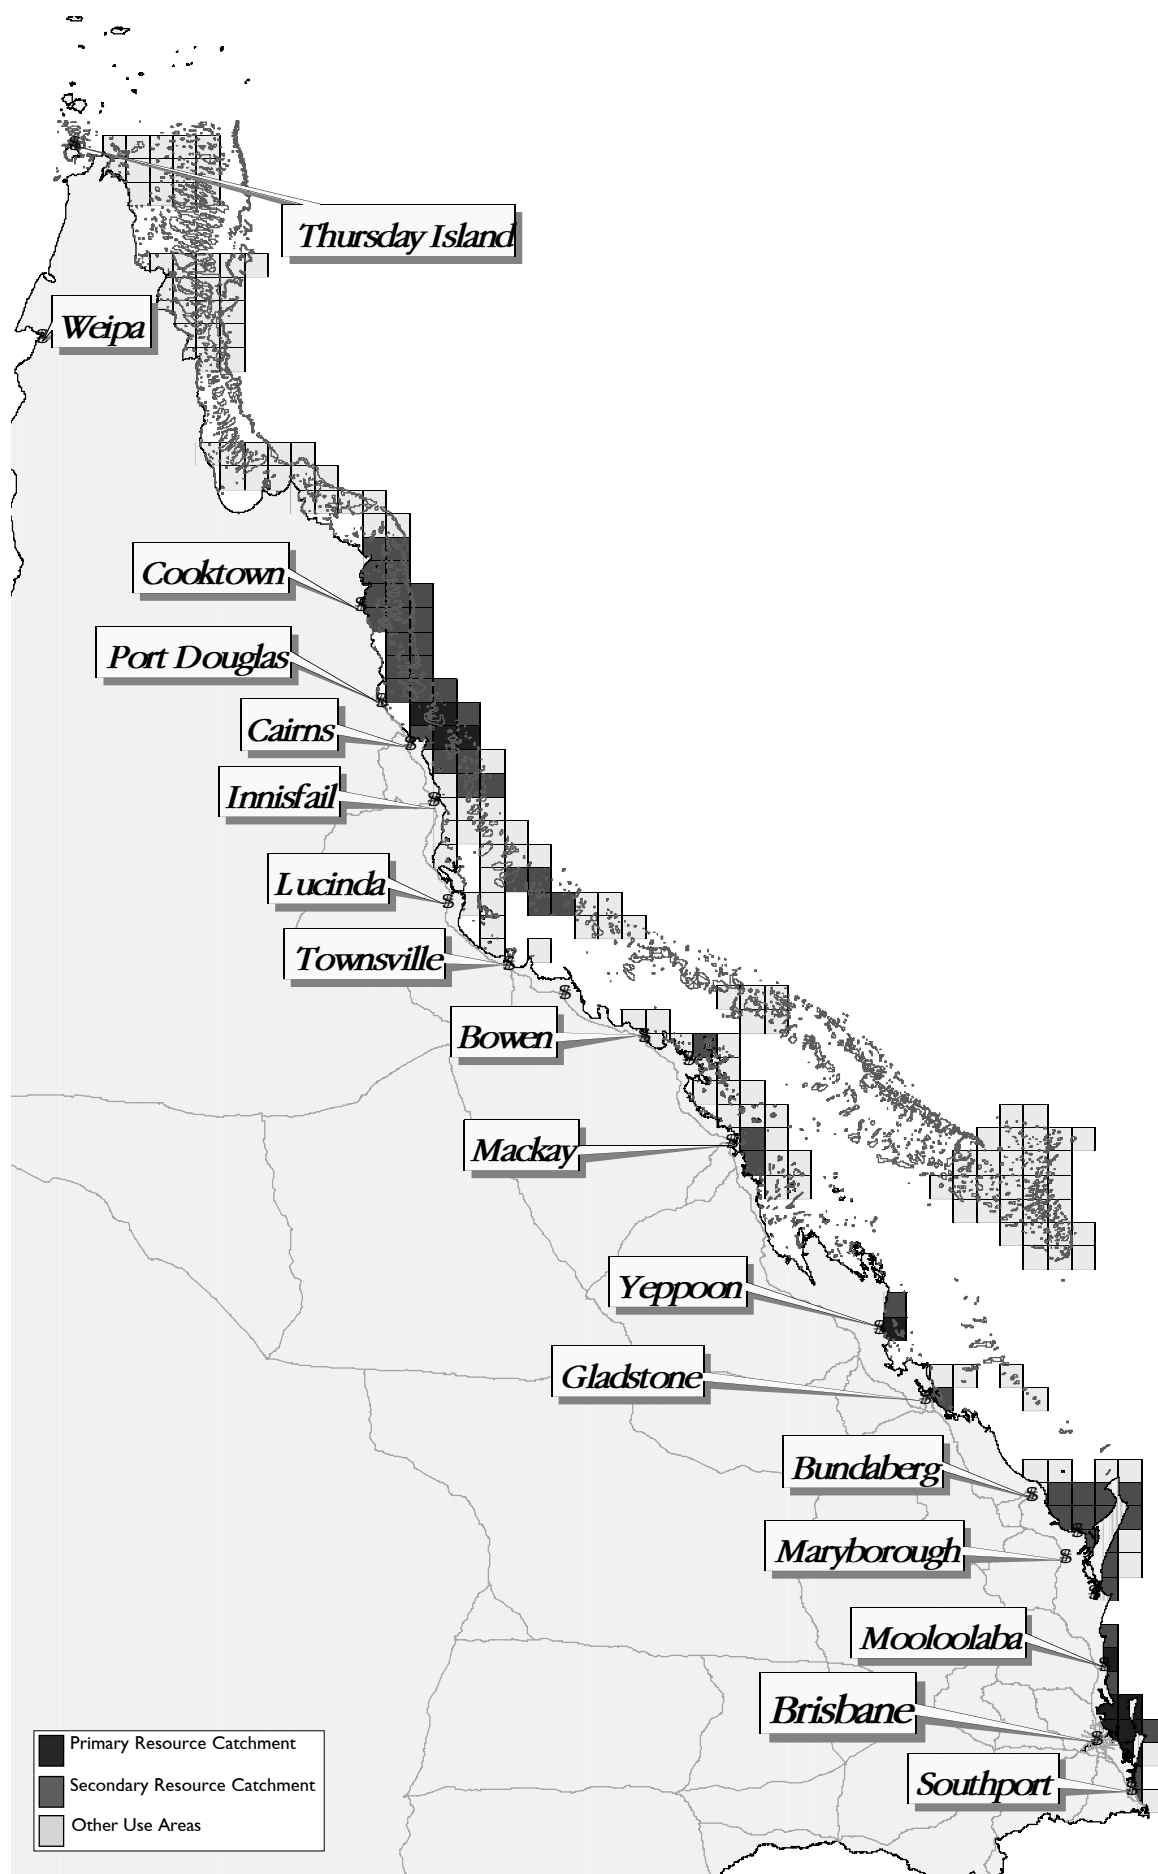 Thursday Island
Weipa
Cooktown
Port Douglas
Cairns
Innisfail
Lucinda
Townsville
Bowen
Mackay
Yeppoon
Gladstone
Bundaberg
Maryborough
Mooloolaba
Brisbane
Southport
Primary Resource Catchment
Secondary Resource Catchment
Other Use Areas